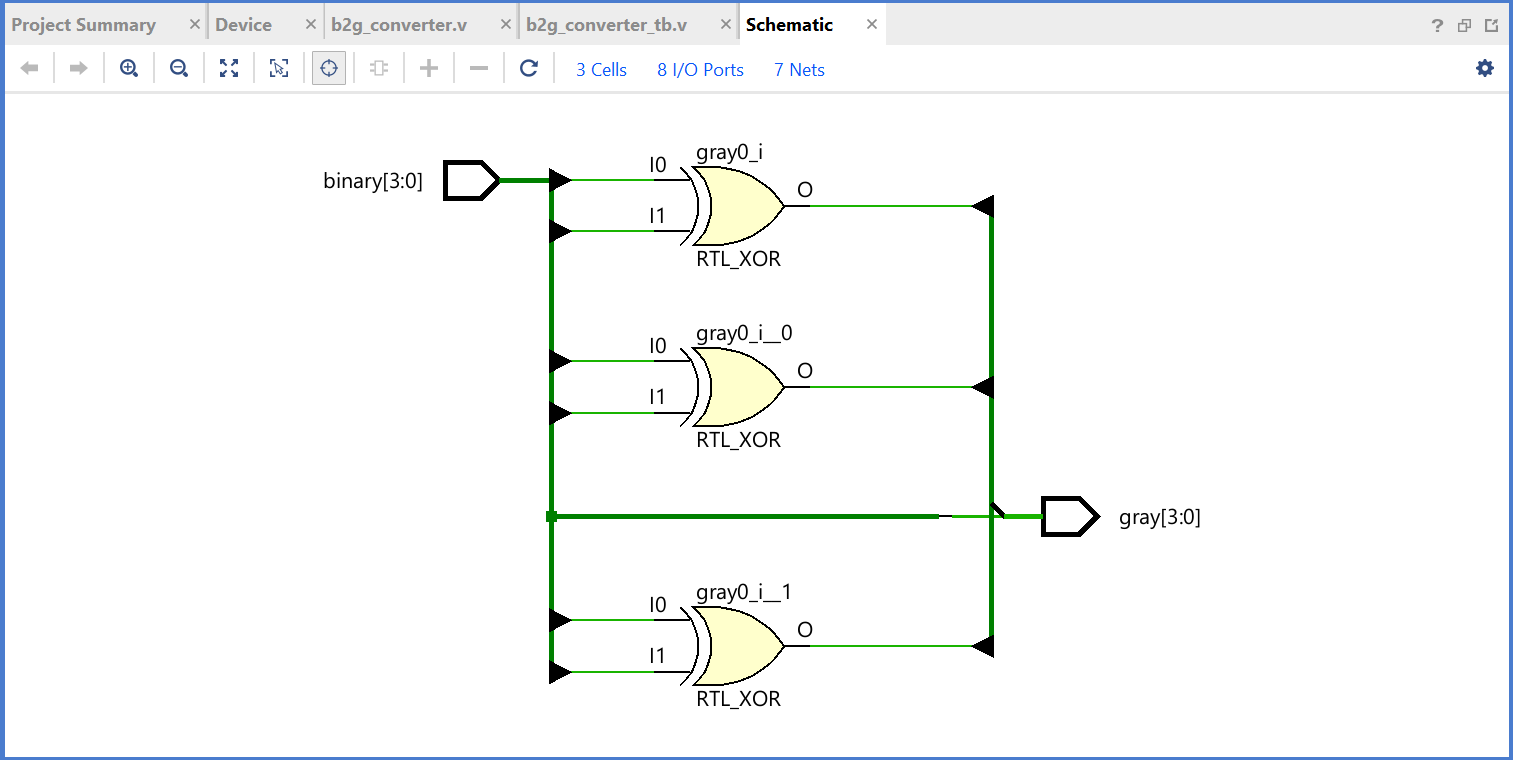 Project Summary × Device × b2g_converter.v × b2g_converter_tb.v × Schematic × ?
3 Cells 8 I/O Ports 7 Nets
gray0_i
I0
O
binary[3:0]
I1
RTL_XOR
gray0_i__0
I0
O
I1
RTL_XOR
gray[3:0]
gray0_i__1
I0
O
I1
RTL_XOR